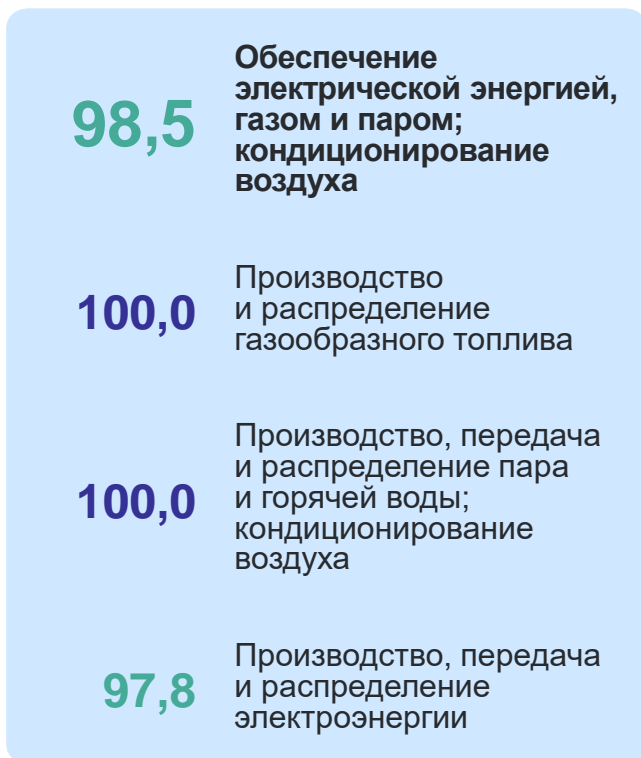 98,5
Обеспечение
электрической энергией,
газом и паром;
кондиционирование
воздуха
100,0
Производство
и распределение
газообразного топлива
100,0
Производство, передача
и распределение пара
и горячей воды;
кондиционирование
воздуха
97,8
Производство, передача
и распределение
электроэнергии